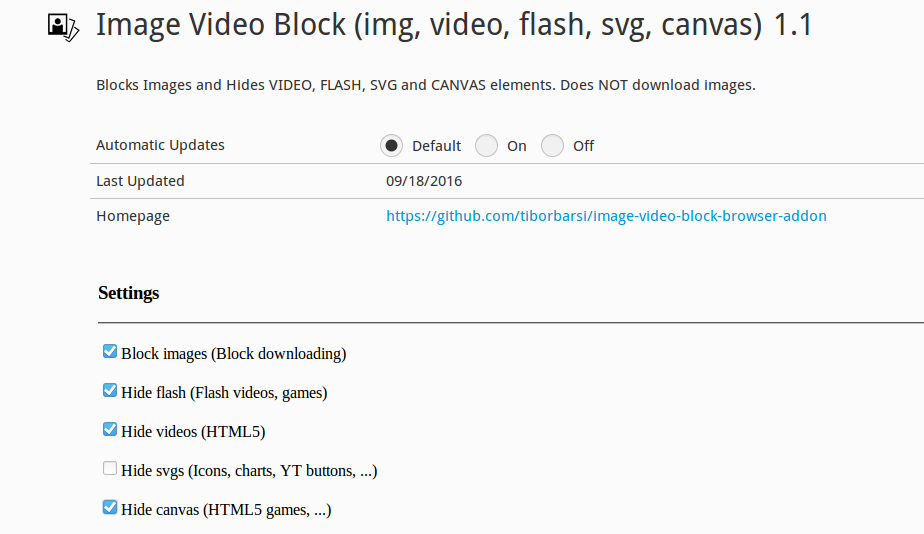 Image Video Block (img, video, flash, svg, canvas) 1.1
Blocks Images and Hides VIDEO, FLASH, SVG and CANVAS elements. Does NOT download images.
Automatic Updates Default On Off
Last Updated 09/18/2016
Homepage https://github.com/tiborbarsi/image-video-block-browser-addon
Settings
Block images (Block downloading)
Hide flash (Flash videos, games)
Hide videos (HTML5)
Hide svgs (Icons, charts, YT buttons, ...)
Hide canvas (HTML5 games, ...)